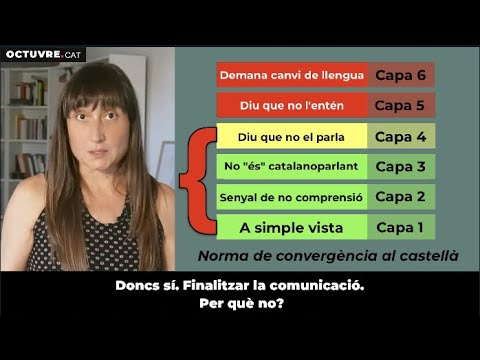 OCTUVRE.CAT
Demana canvi de llengua Capa 6
Diu que no l'entén Capa 5
Diu que no el parla Capa 4
No "és" catalanoparlant Capa 3
Senyal de no comprensió Capa 2
A simple vista Capa 1
Norma de convergència al castellà
Doncs sí. Finalitzar la comunicació.
Per què no?